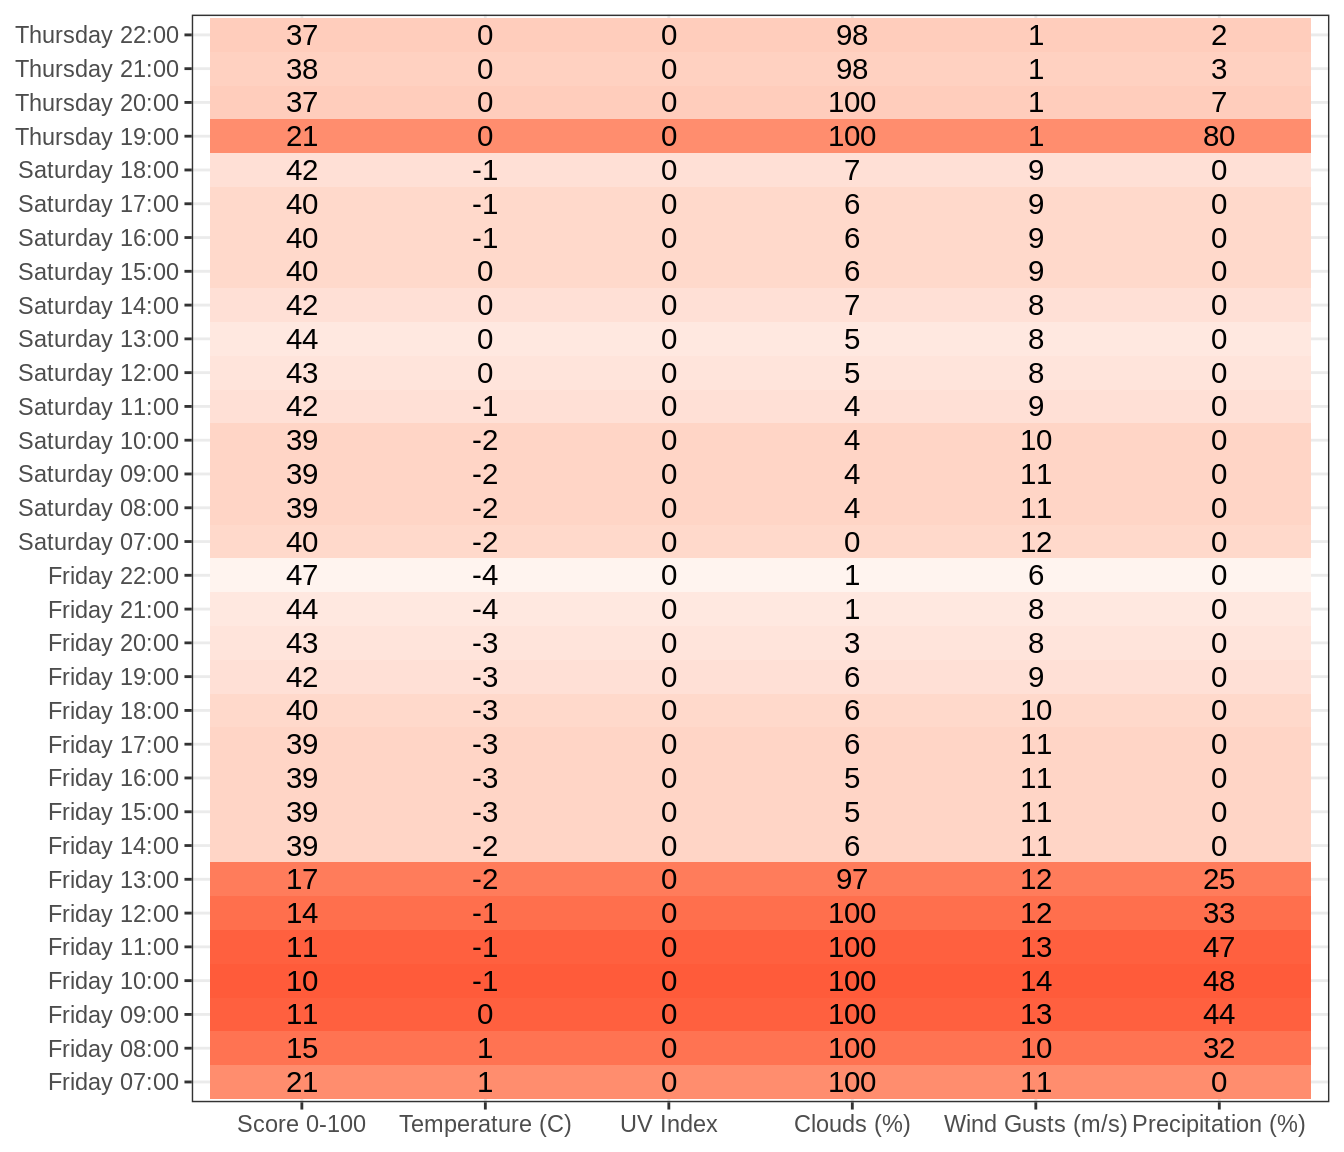 Thursday 22:00 37 0 0 98 1 2
Thursday 21:00 38 0 0 98 1 3
Thursday 20:00 37 0 0 100 1 7
Thursday 19:00 21 0 0 100 1 80
Saturday 18:00 42 -1 0 7 9 0
Saturday 17:00 40 -1 0 6 9 0
Saturday 16:00 40 -1 0 6 9 0
Saturday 15:00 40 0 0 6 9 0
Saturday 14:00 42 0 0 7 8 0
Saturday 13:00 44 0 0 5 8 0
Saturday 12:00 43 0 0 5 8 0
Saturday 11:00 42 -1 0 4 9 0
Saturday 10:00 39 -2 0 4 10 0
Saturday 09:00 39 -2 0 4 11 0
Saturday 08:00 39 -2 0 4 11 0
Saturday 07:00 40 -2 0 0 12 0
Friday 22:00 47 -4 0 1 6 0
Friday 21:00 44 -4 0 1 8 0
Friday 20:00 43 -3 0 3 8 0
Friday 19:00 42 -3 0 6 9 0
Friday 18:00 40 -3 0 6 10 0
Friday 17:00 39 -3 0 6 11 0
Friday 16:00 39 -3 0 5 11 0
Friday 15:00 39 -3 0 5 11 0
Friday 14:00 39 -2 0 6 11 0
Friday 13:00 17 -2 0 97 12 25
Friday 12:00 14 -1 0 100 12 33
Friday 11:00 11 -1 0 100 13 47
Friday 10:00 10 -1 0 100 14 48
Friday 09:00 11 0 0 100 13 44
Friday 08:00 15 1 0 100 10 32
Friday 07:00 21 1 0 100 11 0
Score 0-100 Temperature (C) UV Index Clouds (%) Wind Gusts (m/s) Precipitation (%)